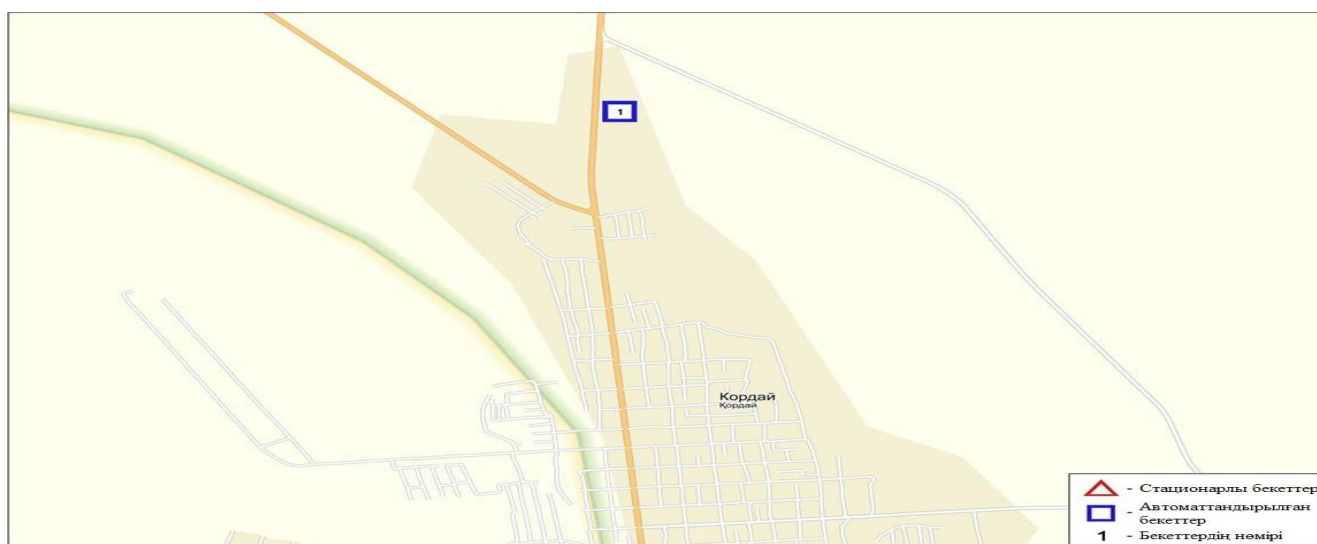 1
Кордай
Қордай
- Стационарлы бекеттер
- Автоматтандырылған
бекеттер
1 - Бекеттердің нөмірі